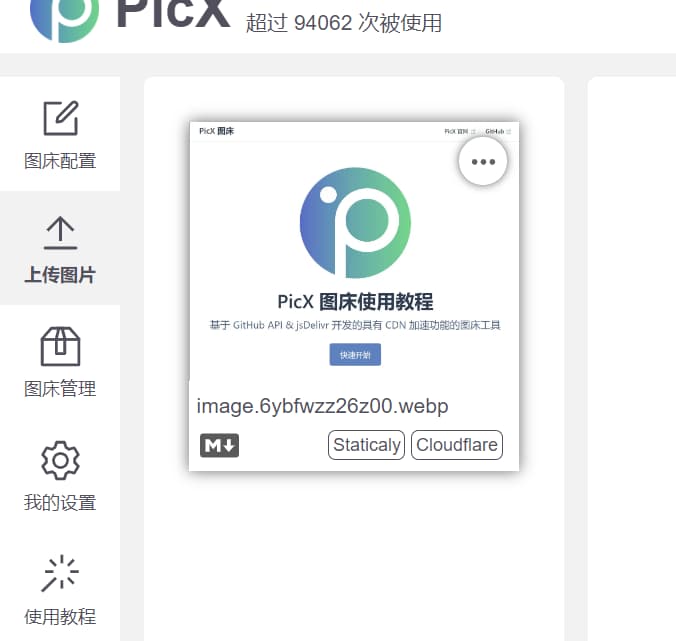 PicX 超过 94062 次被使用
图床配置
上传图片
图床管理
我的设置
使用教程
PicX 图床
PicX 官网 GitHub
PicX 图床使用教程
基于 GitHub API & jsDelivr 开发的具有 CDN 加速功能的图床工具
快速开始
image.6ybfwzz26z00.webp
M
Staticaly Cloudflare